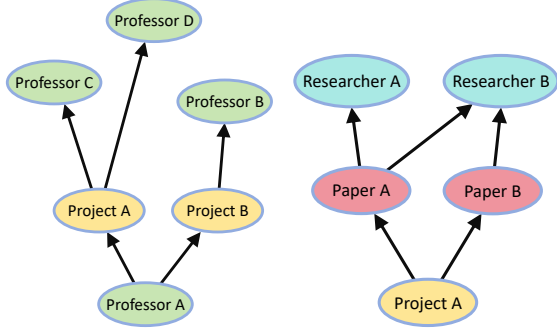 Professor D
Professor C
Professor B
Project A
Project B
Professor A
Researcher A
Researcher B
Paper A
Paper B
Project A